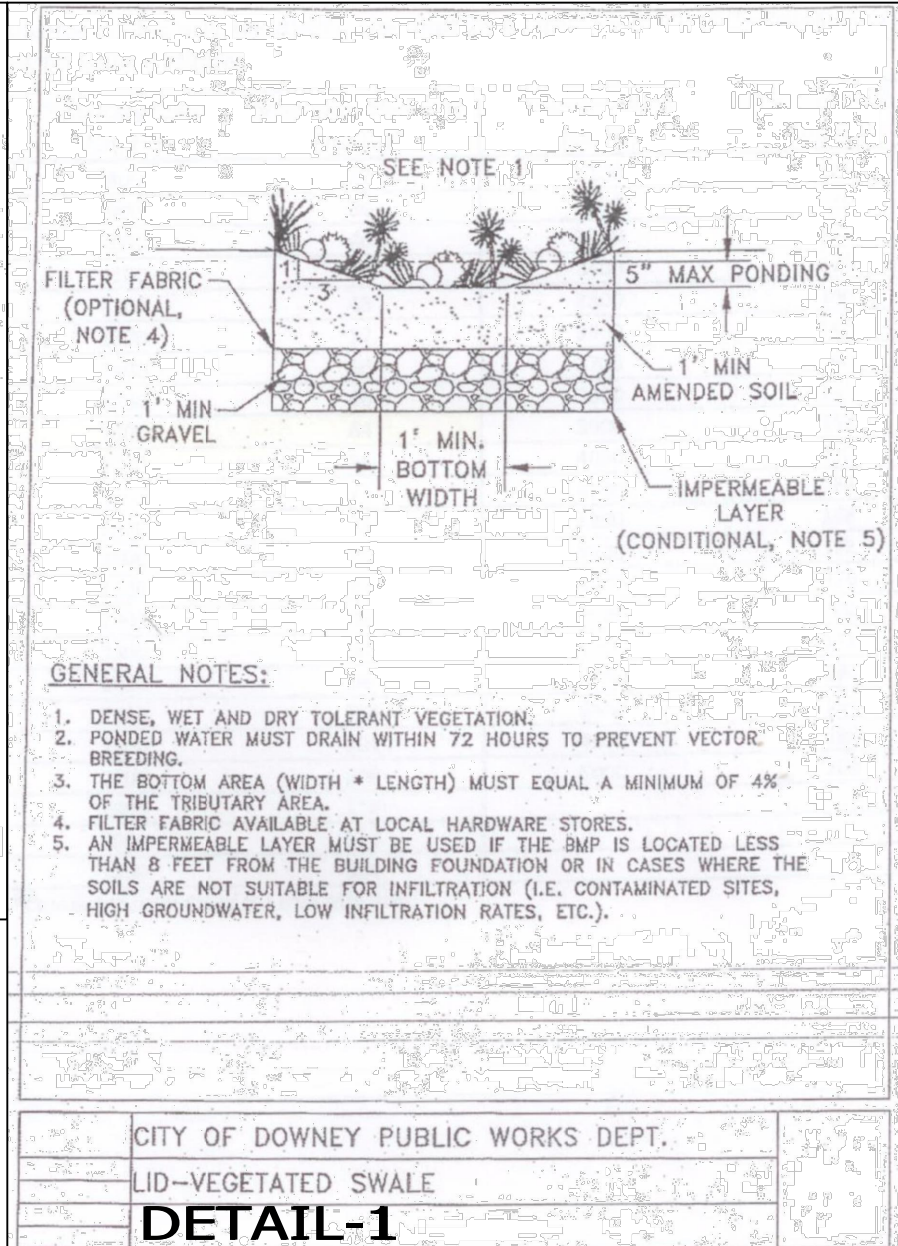 SEE NOTE 1
1
3
5" MAX PONDING
FILTER FABRIC
(OPTIONAL,
NOTE 4)
1' MIN
AMENDED SOIL
1' MIN
GRAVEL
1' MIN.
BOTTOM
WIDTH
IMPERMEABLE
LAYER
(CONDITIONAL, NOTE 5)
GENERAL NOTES:
1. DENSE, WET AND DRY TOLERANT VEGETATION.
2. PONDED WATER MUST DRAIN WITHIN 72 HOURS TO PREVENT VECTOR
BREEDING.
3. THE BOTTOM AREA (WIDTH * LENGTH) MUST EQUAL A MINIMUM OF 4%
OF THE TRIBUTARY AREA.
4. FILTER FABRIC AVAILABLE AT LOCAL HARDWARE STORES.
5. AN IMPERMEABLE LAYER MUST BE USED IF THE BMP IS LOCATED LESS
THAN 8 FEET FROM THE BUILDING FOUNDATION OR IN CASES WHERE THE
SOILS ARE NOT SUITABLE FOR INFILTRATION (I.E. CONTAMINATED SITES,
HIGH GROUNDWATER, LOW INFILTRATION RATES, ETC.).
CITY OF DOWNEY PUBLIC WORKS DEPT.
LID-VEGETATED SWALE
DETAIL-1